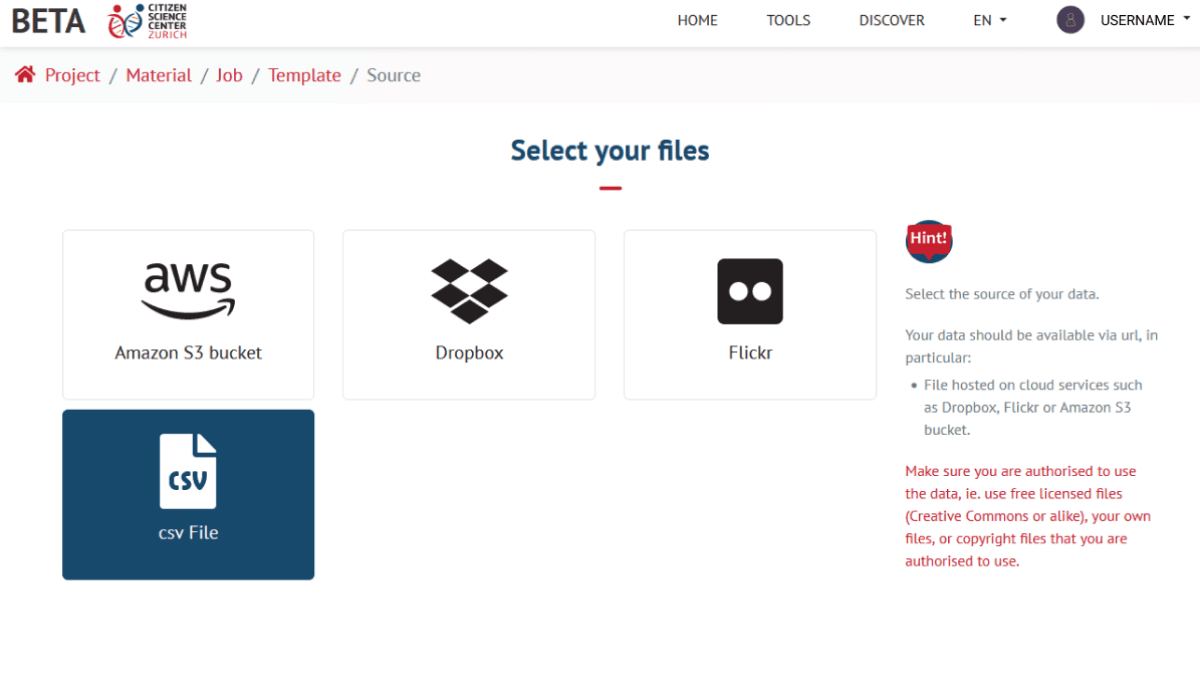 BETA
CITIZEN
SCIENCE
CENTER
ZURICH
HOME TOOLS DISCOVER EN USERNAME
Project / Material / Job / Template / Source
Select your files
aws
Amazon S3 bucket
Dropbox
Flickr
CSV
csv File
Hint!
Select the source of your data.
Your data should be available via url, in
particular:
• File hosted on cloud services such
as Dropbox, Flickr or Amazon S3
bucket.
Make sure you are authorised to use
the data, ie. use free licensed files
(Creative Commons or alike), your own
files, or copyright files that you are
authorised to use.